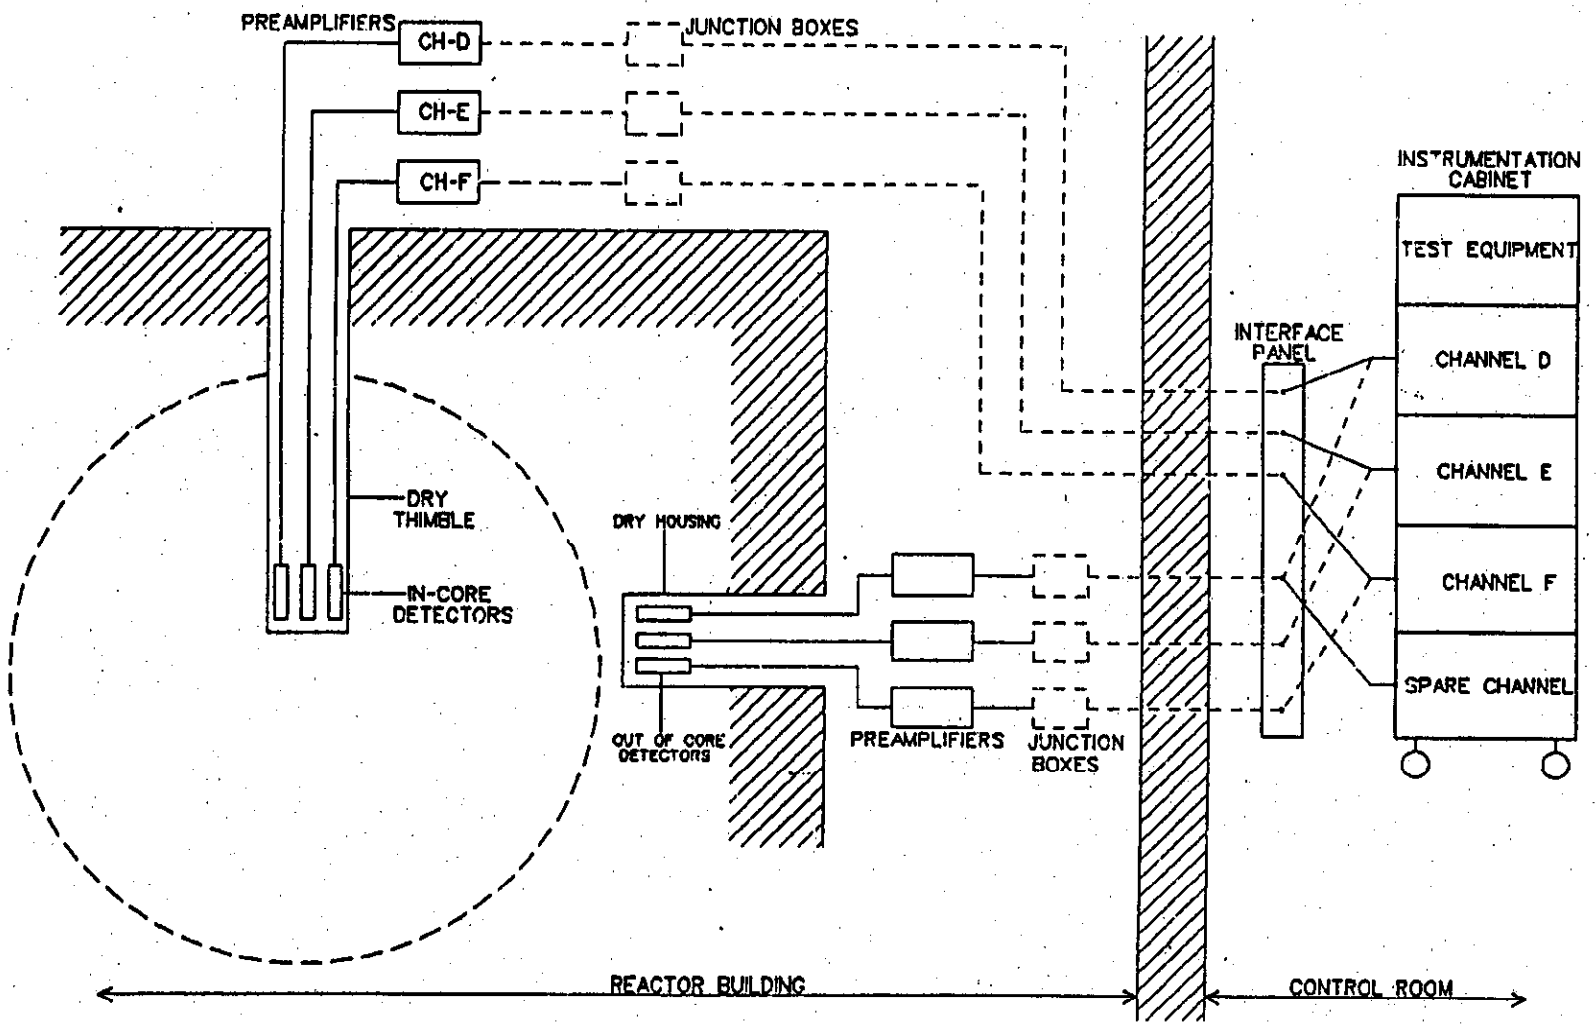 PREAMPLIFIERS
CH-D
JUNCTION BOXES
CH-E
CH-F
INSTRUMENTATION
CABINET
TEST EQUIPMENT
INTERFACE
PANEL
CHANNEL D
CHANNEL E
CHANNEL F
SPARE CHANNEL
DRY
THIMBLE
IN-CORE
DETECTORS
DRY HOUSING
OUT OF CORE
DETECTORS
PREAMPLIFIERS
JUNCTION
BOXES
REACTOR BUILDING
CONTROL ROOM